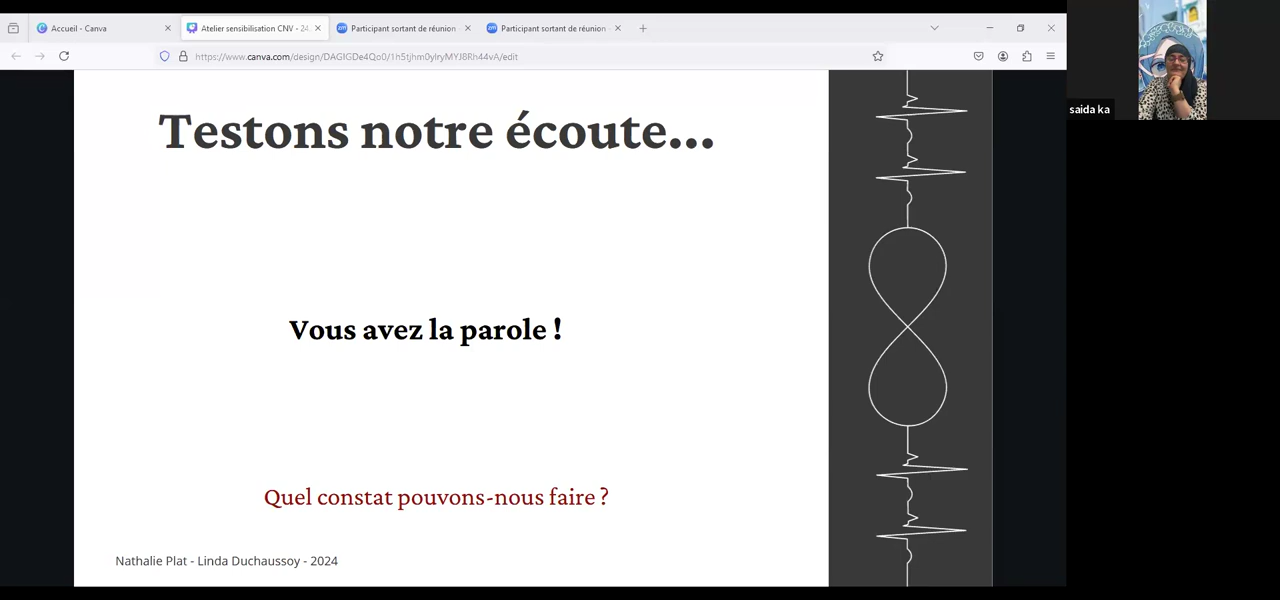 Accueil - Canva
Atelier sensibilisation CNV - 24.
Participant sortant de réunion
Participant sortant de réunion
https://www.canva.com/design/DAGfGDe4Qo0/1h5tjhm0ylryMYJ8Rh44vA/edit
saida ka
Testons notre écoute...
Vous avez la parole !
Quel constat pouvons-nous faire ?
Nathalie Plat - Linda Duchaussoy - 2024